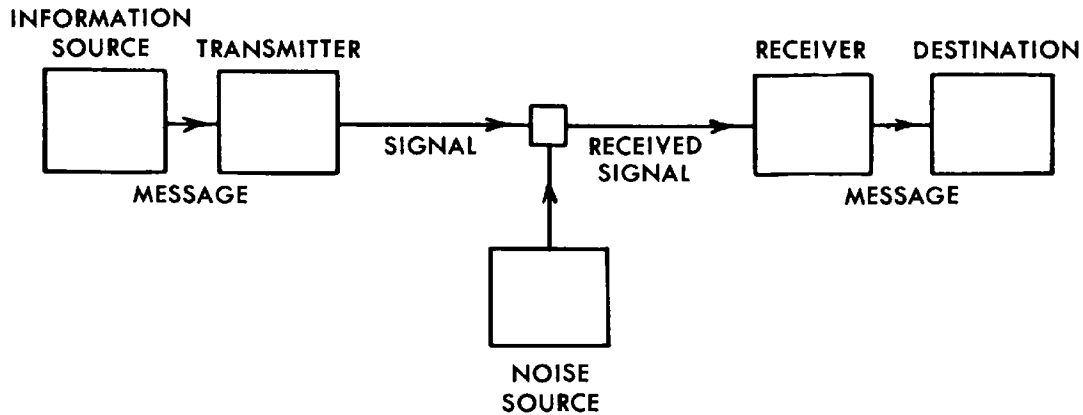 INFORMATION
SOURCE
TRANSMITTER
RECEIVER
DESTINATION
SIGNAL
RECEIVED
SIGNAL
MESSAGE
MESSAGE
NOISE
SOURCE